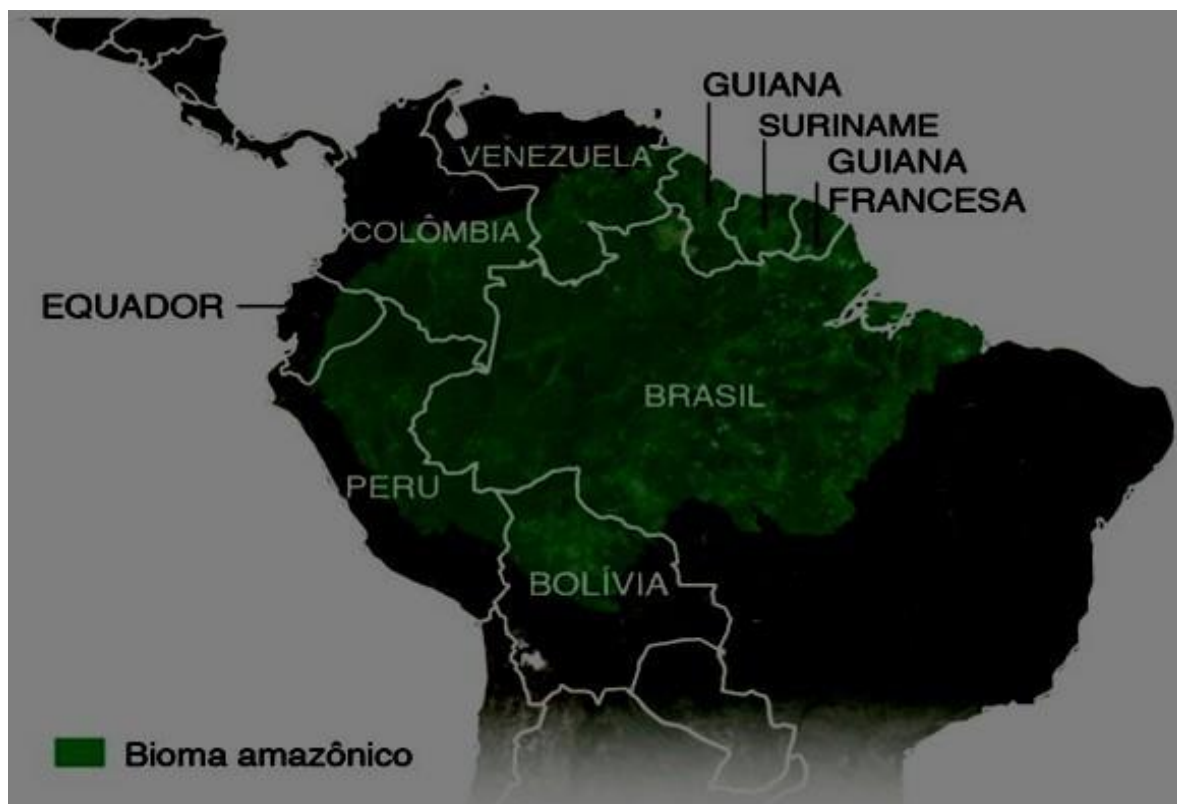 GUIANA
SURINAME
GUIANA
FRANCESA
VENEZUELA
COLÔMBIA
EQUADOR
BRASIL
PERU
BOLÍVIA
Bioma amazônico